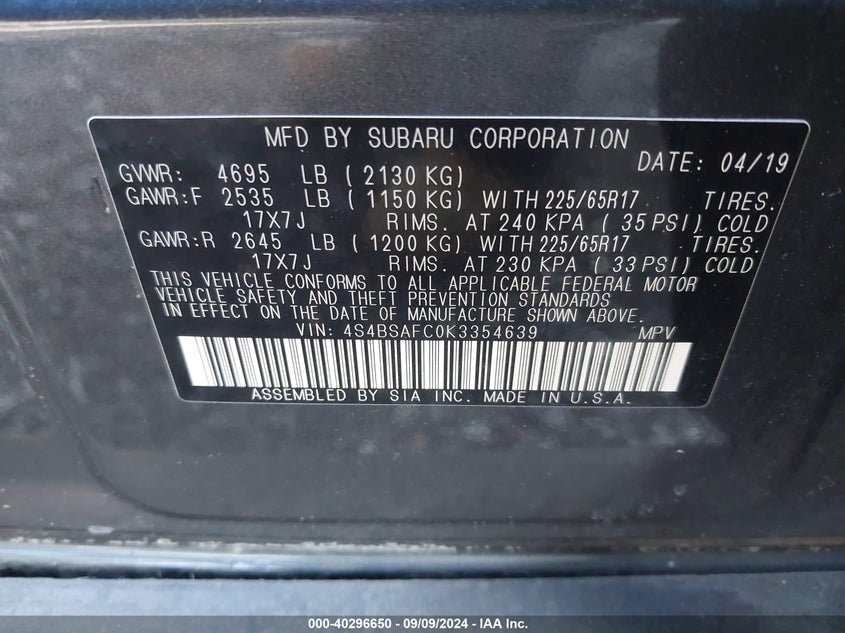 MFD BY SUBARU CORPORATION
DATE: 04/19
GVWR: 4695 LB ( 2130 KG)
GAWR:F 2535 LB ( 1150 KG) WITH 225/65R17 TIRES.
17X7J RIMS. AT 240 KPA ( 35 PSI) COLD
GAWR:R 2645 LB ( 1200 KG) WITH 225/65R17 TIRES.
17X7J RIMS. AT 230 KPA ( 33 PSI) COLD
THIS VEHICLE CONFORMS TO ALL APPLICABLE FEDERAL MOTOR
VEHICLE SAFETY AND THEFT PREVENTION STANDARDS
IN EFFECT ON THE DATE OF MANUFACTURE SHOWN ABOVE.
VIN: 4S4BSAFC0K3354639 MPV
ASSEMBLED BY SIA INC. MADE IN U.S.A.
000-40296650 - 09/09/2024 - IAA Inc.